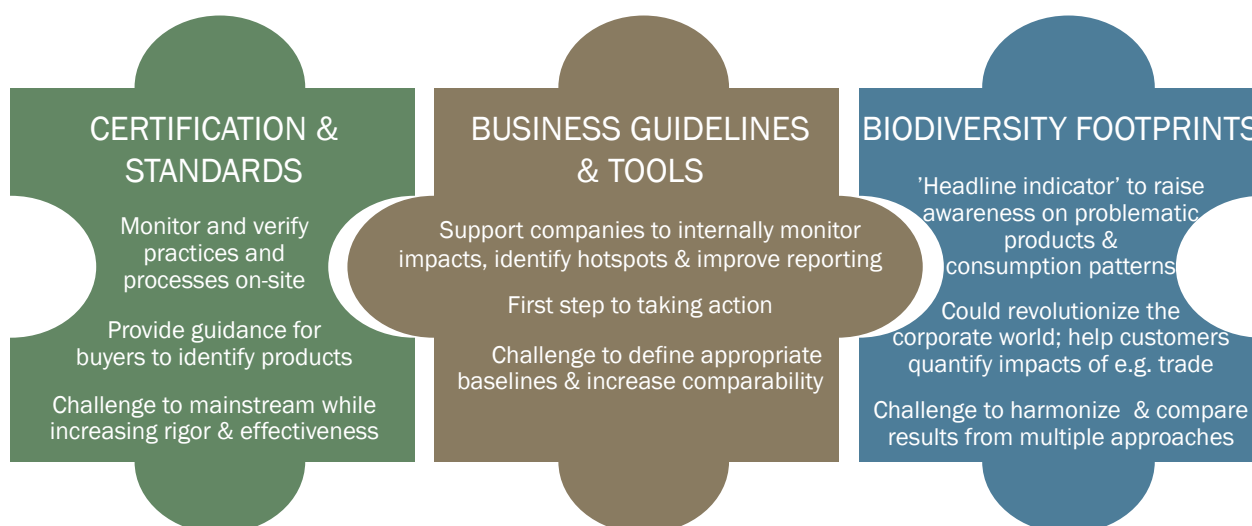 CERTIFICATION &
STANDARDS
Monitor and verify
practices and
processes on-site
Provide guidance for
buyers to identify products
Challenge to mainstream while
increasing rigor & effectiveness
BUSINESS GUIDELINES
& TOOLS
Support companies to internally monitor
impacts, identify hotspots & improve reporting
First step to taking action
Challenge to define appropriate
baselines & increase comparability
BIODIVERSITY FOOTPRINTS
’Headline indicator’ to raise
awareness on problematic
products &
consumption patterns
Could revolutionize the
corporate world; help customers
quantify impacts of e.g. trade
Challenge to harmonize & compare
results from multiple approaches